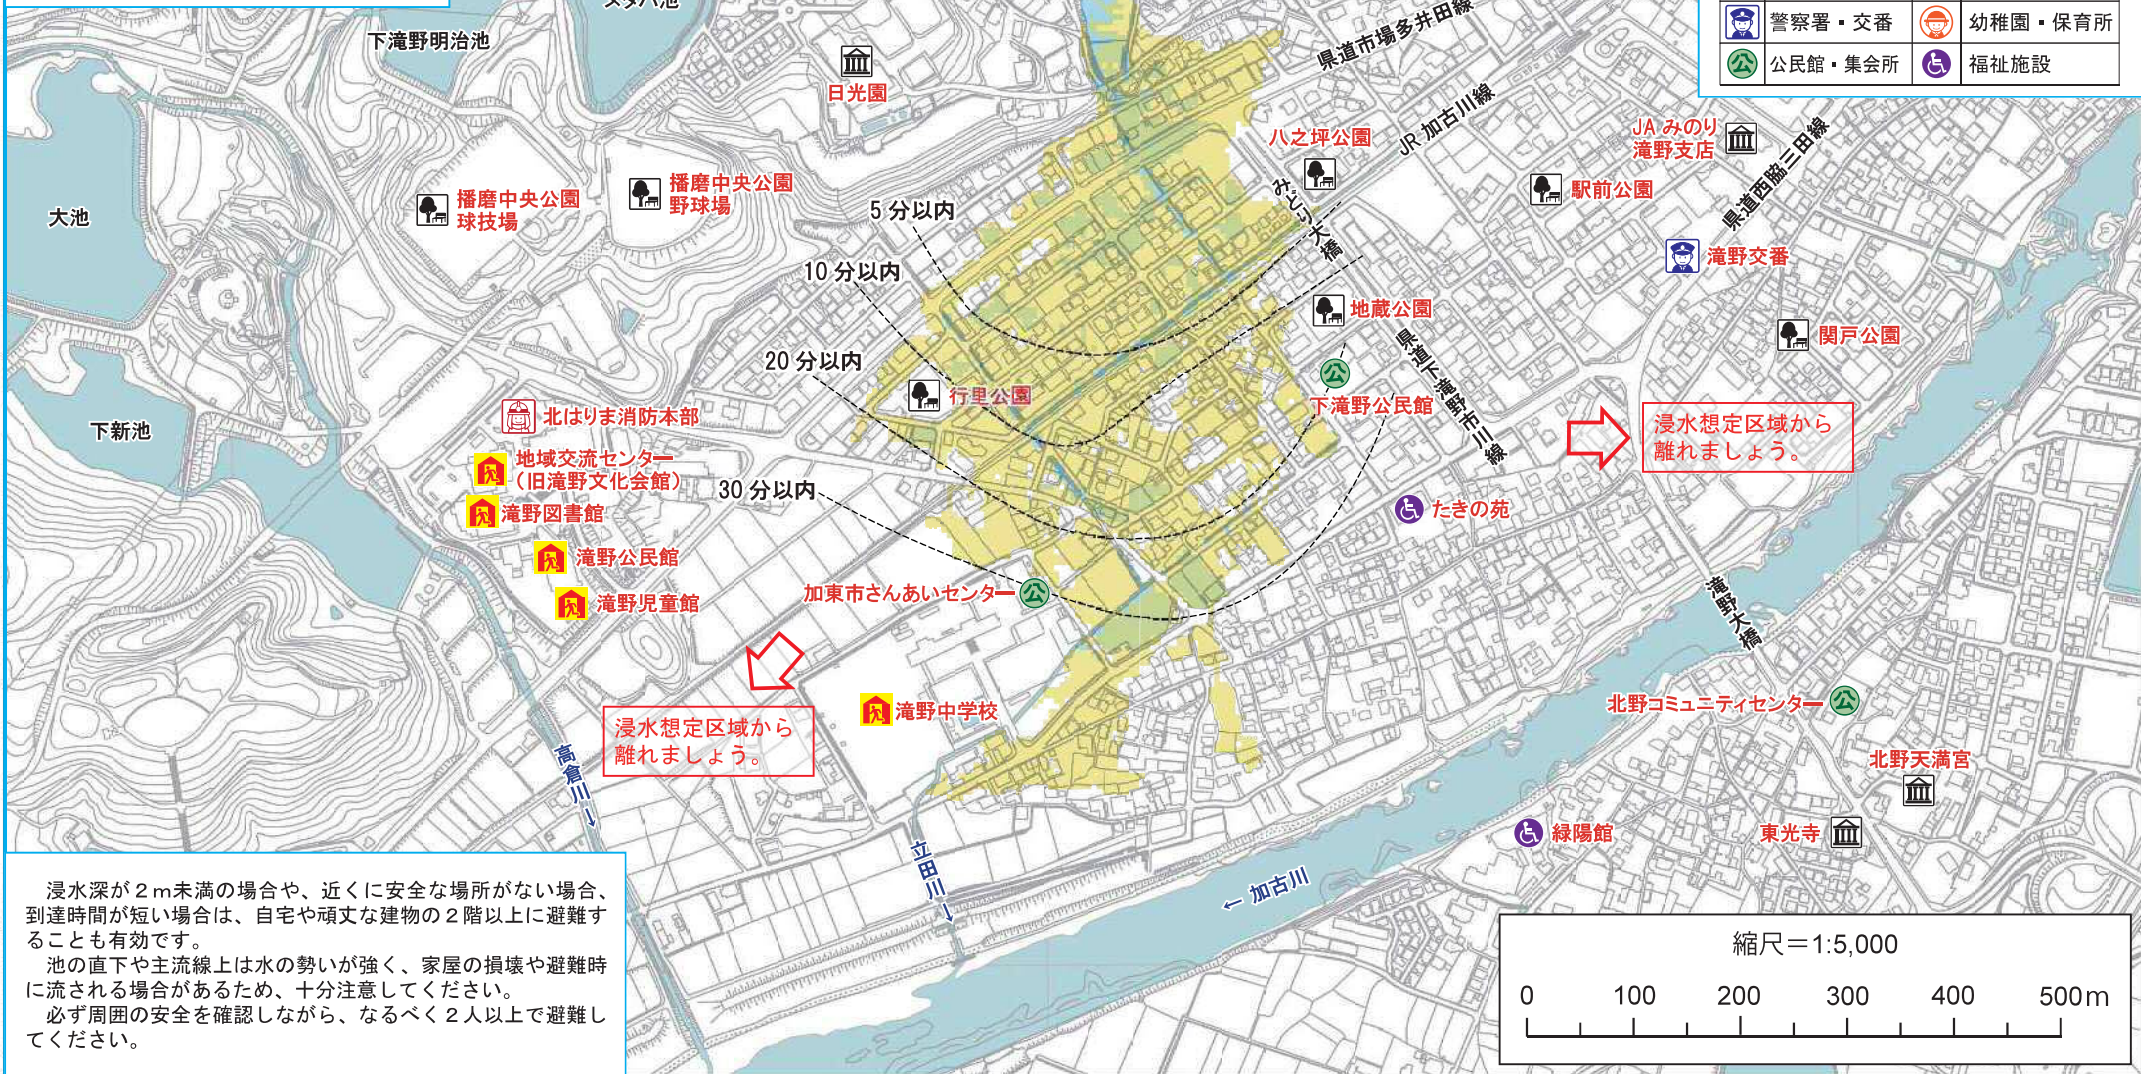 警察署・交番
幼稚園・保育所
公
公民館・集会所
福祉施設
下滝野明治池
県道市場多井田線
日光園
JR 加古川線
八之坪公園
JA みのり
滝野支店
県道西脇三田線
みどり大橋
播磨中央公園
球技場
播磨中央公園
野球場
駅前公園
大池
5 分以内
滝野交番
10 分以内
地蔵公園
関戸公園
県道下滝野市川線
20 分以内
公
行里公園
下滝野公民館
北はりま消防本部
浸水想定区域から
離れましょう。
下新池
地域交流センター
(旧滝野文化会館)
30 分以内
滝野図書館
たきの苑
滝野公民館
滝野児童館
加東市さんあいセンター
公
滝野大橋
滝野中学校
北野コミュニティセンター
公
浸水想定区域から
離れましょう。
高倉川→
北野天満宮
緑陽館
東光寺
立田川→
← 加古川
浸水深が2m未満の場合や、近くに安全な場所がない場合、
到達時間が短い場合は、自宅や頑丈な建物の2階以上に避難す
ることも有効です。
池の直下や主流線上は水の勢いが強く、家屋の損壊や避難時
に流される場合があるため、十分注意してください。
必ず周囲の安全を確認しながら、なるべく2人以上で避難し
てください。
縮尺=1:5,000
0 100 200 300 400 500m